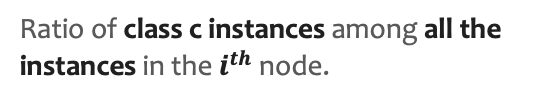 Ratio of class c instances among all the
instances in the iᵗʰ node.